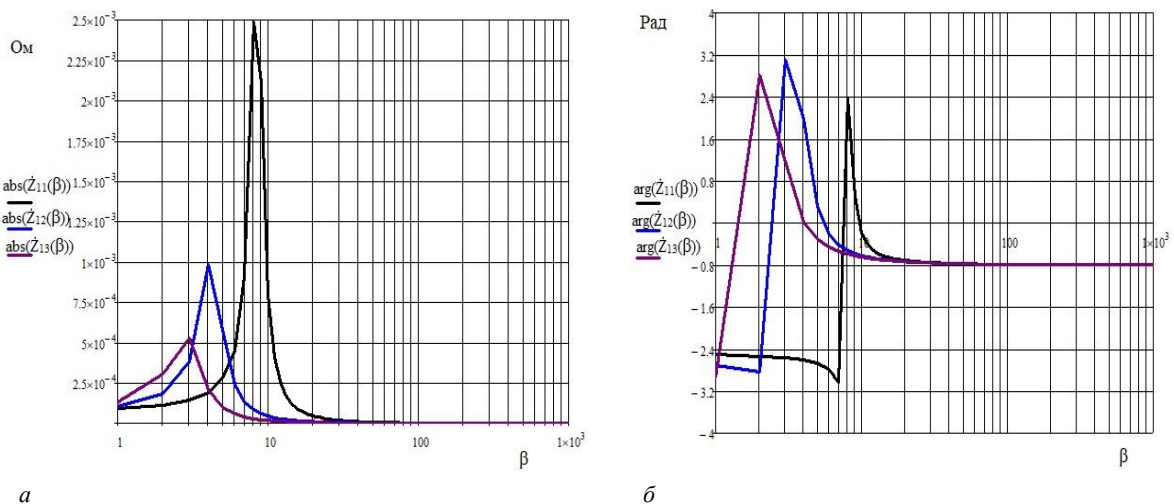 Ом
2.5×10⁻³
2.25×10⁻³
2×10⁻³
1.75×10⁻³
1.5×10⁻³
1.25×10⁻³
1×10⁻³
7.5×10⁻⁴
5×10⁻⁴
2.5×10⁻⁴
abs(Ż11(β))
abs(Ż12(β))
abs(Ż13(β))
1
10
100
1×10³
β
а
Рад
4
3.2
2.4
1.6
0.8
−0.8
−1.6
−2.4
−3.2
−4
arg(Ż11(β))
arg(Ż12(β))
arg(Ż13(β))
1
10
100
1×10³
β
б